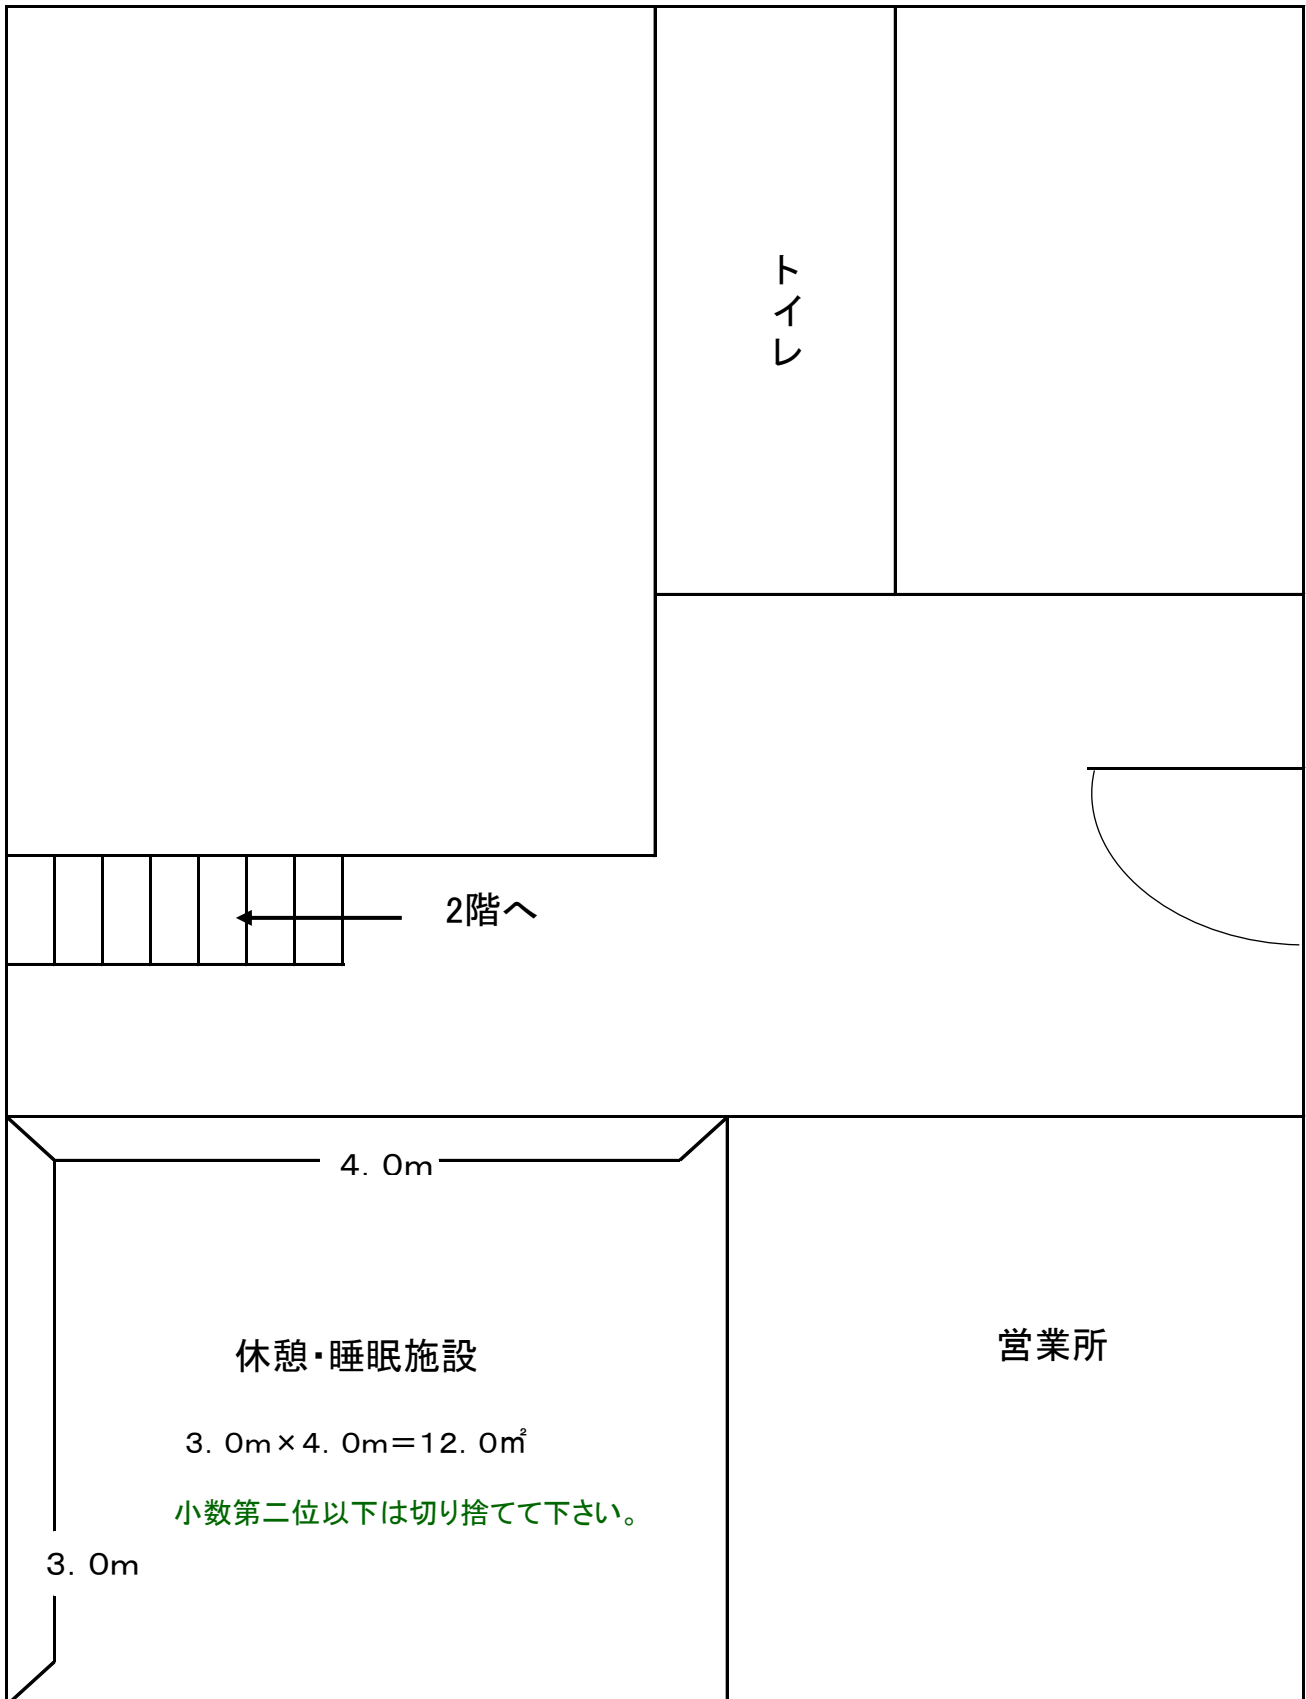 トイレ
2階へ
4．0m
休憩・睡眠施設
営業所
3．0m×4．0m＝12．0㎡
小数第二位以下は切り捨てて下さい。
3．0m